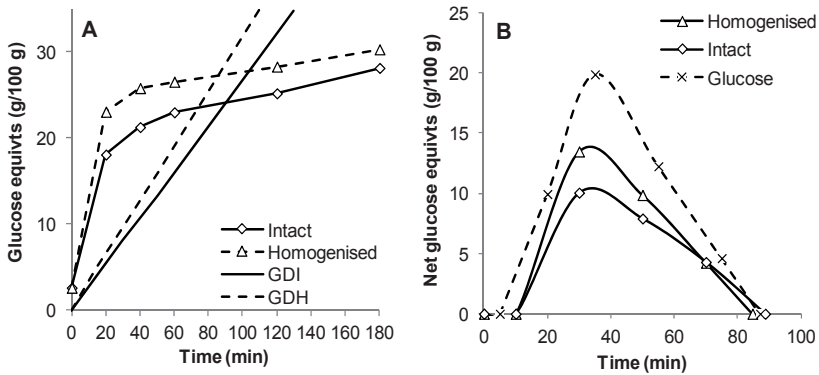 A
Glucose equivts (g/100 g)
30
20
10
0
Intact
Homogenised
GDI
GDH
0 20 40 60 80 100 120 140 160 180
Time (min)
B
Net glucose equivts (g/100 g)
25
20
15
10
5
0
Homogenised
Intact
Glucose
0 20 40 60 80 100
Time (min)